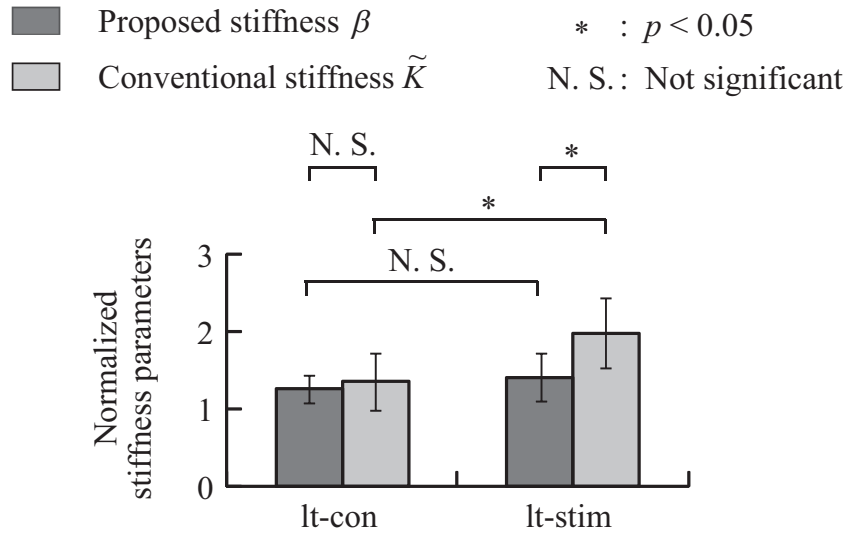 Proposed stiffness β
* : p < 0.05
Conventional stiffness K̃
N. S. : Not significant
N. S.
*
*
N. S.
Normalized
stiffness parameters
3
2
1
0
lt-con
lt-stim